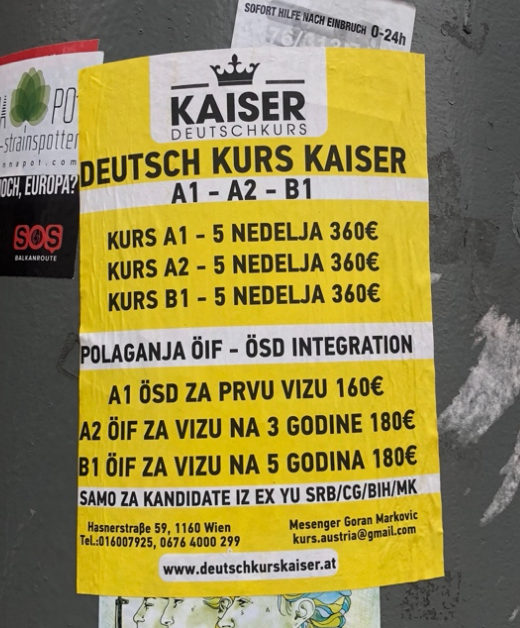 SOFORT HILFE NACH EINBRUCH 0-24h
PO
-strainspotter
nnapot.com
OCH, EUROPA?
SOS
BALKANROUTE
KAISER
DEUTSCHKURS
DEUTSCH KURS KAISER
A1 - A2 - B1
KURS A1 - 5 NEDELJA 360€
KURS A2 - 5 NEDELJA 360€
KURS B1 - 5 NEDELJA 360€
POLAGANJA ÖIF - ÖSD INTEGRATION
A1 ÖSD ZA PRVU VIZU 160€
A2 ÖIF ZA VIZU NA 3 GODINE 180€
B1 ÖIF ZA VIZU NA 5 GODINA 180€
SAMO ZA KANDIDATE IZ EX YU SRB/CG/BIH/MK
Hasnerstraße 59, 1160 Wien
Tel.:016007925, 0676 4000 299
Mesenger Goran Markovic
kurs.austria@gmail.com
www.deutschkurskaiser.at